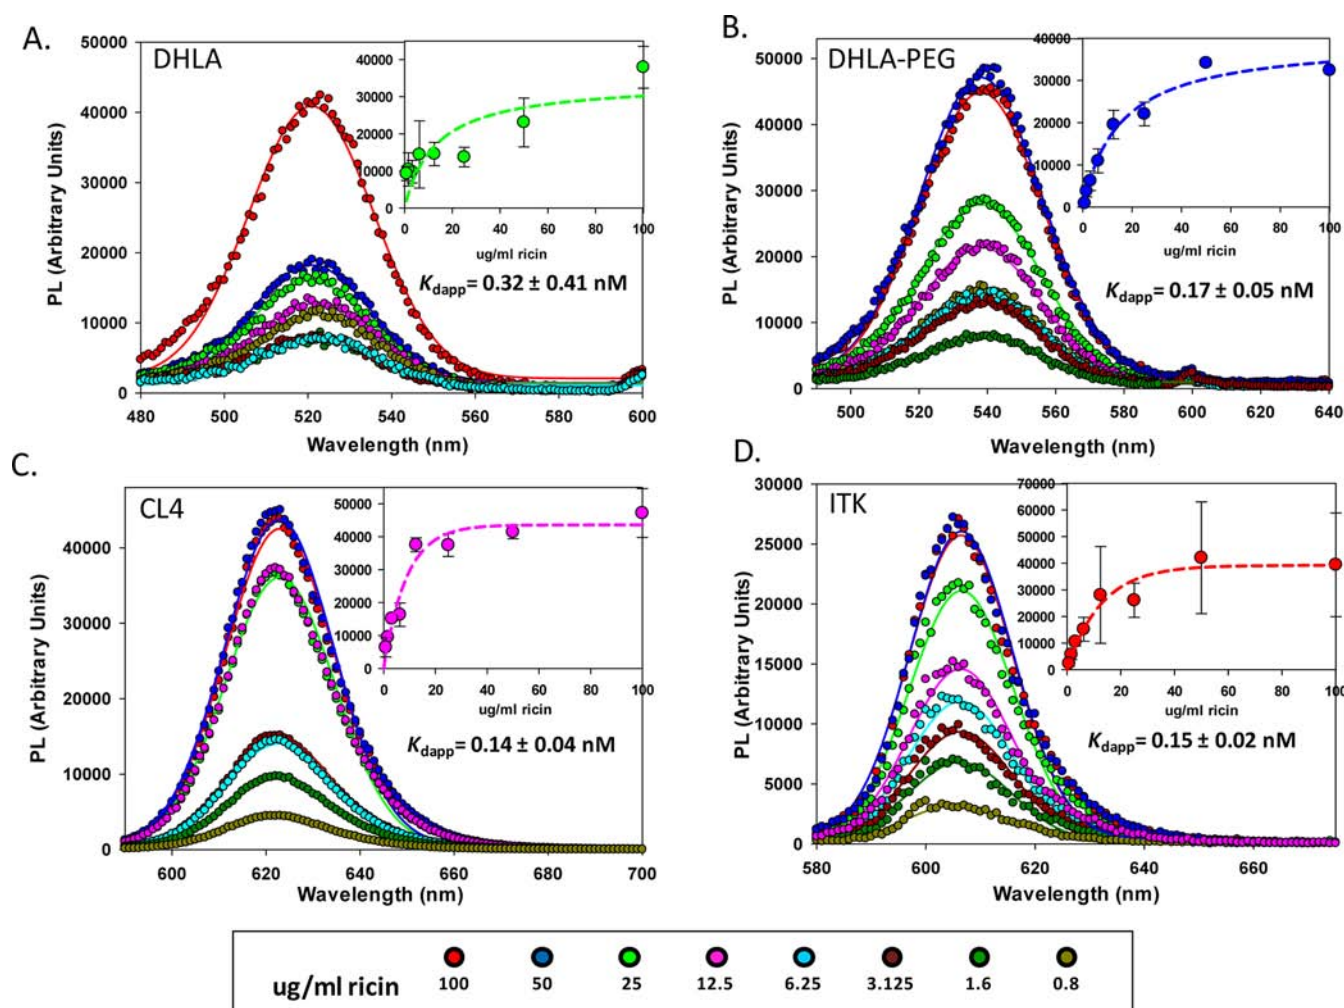 A.
DHLA
50000
40000
30000
20000
10000
0
480 500 520 540 560 580 600
Wavelength (nm)
PL (Arbitrary Units)
40000
30000
20000
10000
0
0 20 40 60 80 100
ug/ml ricin
Kdapp= 0.32 ± 0.41 nM
B.
DHLA-PEG
50000
40000
30000
20000
10000
0
500 520 540 560 580 600 620 640
Wavelength (nm)
PL (Arbitrary Units)
40000
30000
20000
10000
0
0 20 40 60 80 100
ug/ml ricin
Kdapp= 0.17 ± 0.05 nM
C.
CL4
40000
30000
20000
10000
0
600 620 640 660 680 700
Wavelength (nm)
PL (Arbitrary Units)
50000
40000
30000
20000
10000
0
0 20 40 60 80 100
ug/ml ricin
Kdapp= 0.14 ± 0.04 nM
D.
ITK
30000
25000
20000
15000
10000
5000
0
580 600 620 640 660
Wavelength (nm)
PL (Arbitrary Units)
70000
60000
50000
40000
30000
20000
10000
0
0 20 40 60 80 100
ug/ml ricin
Kdapp= 0.15 ± 0.02 nM
ug/ml ricin 100 50 25 12.5 6.25 3.125 1.6 0.8